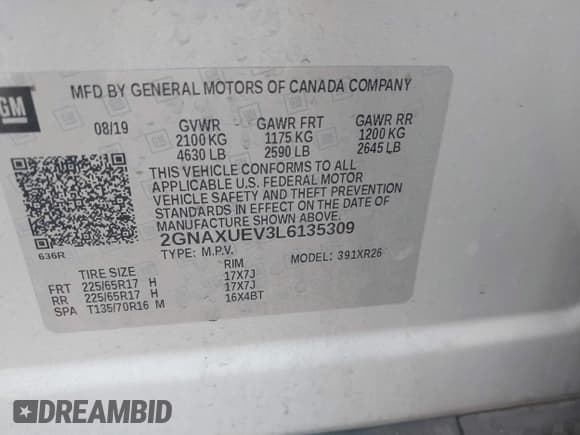 GM
MFD BY GENERAL MOTORS OF CANADA COMPANY
08/19 GVWR GAWR FRT GAWR RR
2100 KG 1175 KG 1200 KG
4630 LB 2590 LB 2645 LB
THIS VEHICLE CONFORMS TO ALL
APPLICABLE U.S. FEDERAL MOTOR
VEHICLE SAFETY AND THEFT PREVENTION
STANDARDS IN EFFECT ON THE DATE OF
MANUFACTURE SHOWN ABOVE.
2GNAXUEV3L6135309
636R TYPE: M.P.V. MODEL: 391XR26
TIRE SIZE RIM
FRT 225/65R17 H 17X7J
RR 225/65R17 H 17X7J
SPA T135/70R16 M 16X4BT
DREAMBID